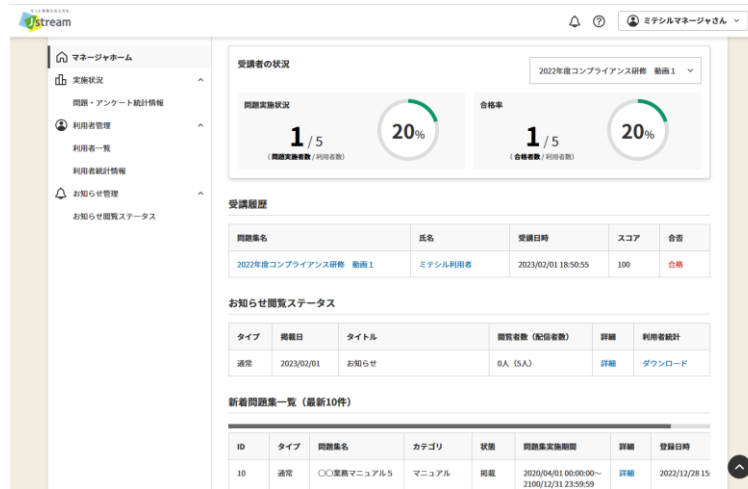 Jstream
ミテシルマネージャさん
マネージャホーム
実施状況
問題・アンケート統計情報
利用者管理
利用者一覧
利用者統計情報
お知らせ管理
お知らせ閲覧ステータス
受講者の状況
2022年度コンプライアンス研修 動画１
問題実施状況
1 / 5
(問題実施者数 / 利用者数)
20%
合格率
1 / 5
(合格者数 / 利用者数)
20%
受講履歴
問題集名 氏名 受講日時 スコア 合否
2022年度コンプライアンス研修 動画１ ミテシル利用者 2023/02/01 18:50:55 100 合格
お知らせ閲覧ステータス
タイプ 掲載日 タイトル 閲覧者数（配信者数） 詳細 利用者統計
通常 2023/02/01 お知らせ 0人（5人） 詳細 ダウンロード
新着問題集一覧（最新10件）
ID タイプ 問題集名 カテゴリ 状態 問題集実施期間 詳細 登録日時
10 通常 〇〇業務マニュアル５ マニュアル 掲載 2020/04/01 00:00:00～ 詳細 2022/12/28 15:
2100/12/31 23:59:59